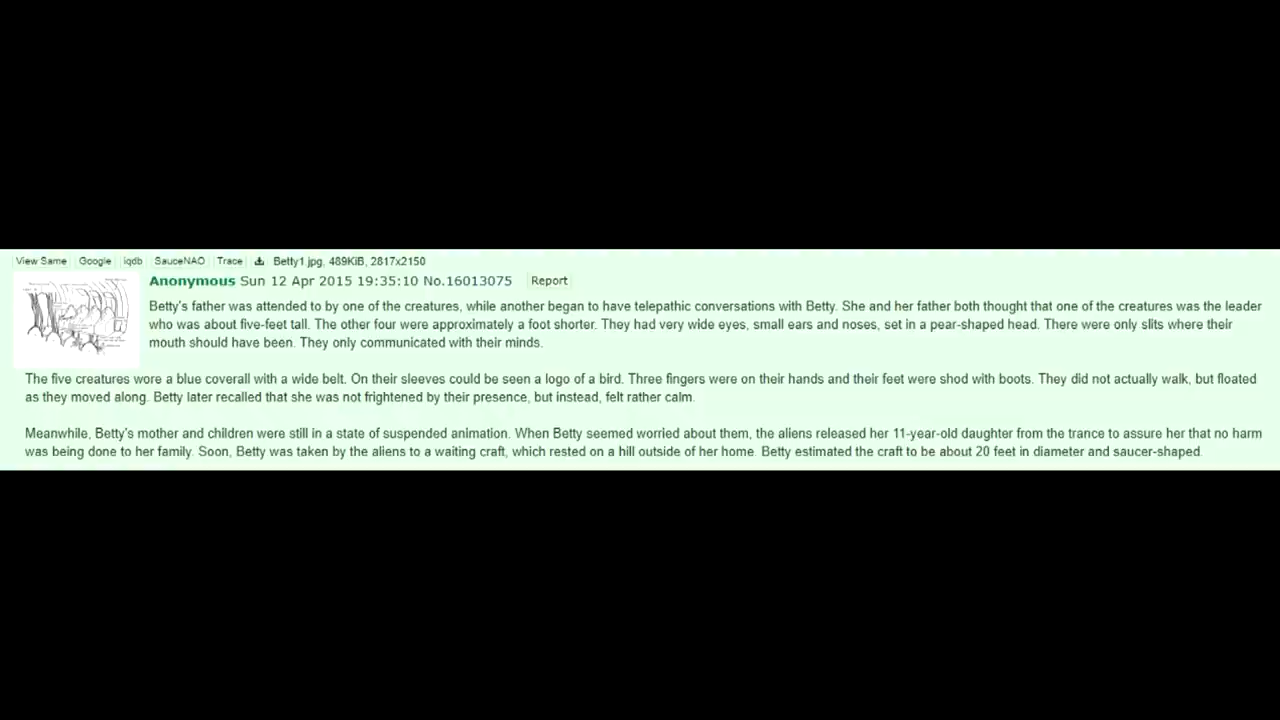 View Same Google iqdb SauceNAO Trace Betty1.jpg, 489KiB, 2817x2150
Anonymous Sun 12 Apr 2015 19:35:10 No.16013075 Report
Betty's father was attended to by one of the creatures, while another began to have telepathic conversations with Betty. She and her father both thought that one of the creatures was the leader
who was about five-feet tall. The other four were approximately a foot shorter. They had very wide eyes, small ears and noses, set in a pear-shaped head. There were only slits where their
mouth should have been. They only communicated with their minds.
The five creatures wore a blue coverall with a wide belt. On their sleeves could be seen a logo of a bird. Three fingers were on their hands and their feet were shod with boots. They did not actually walk, but floated
as they moved along. Betty later recalled that she was not frightened by their presence, but instead, felt rather calm.
Meanwhile, Betty's mother and children were still in a state of suspended animation. When Betty seemed worried about them, the aliens released her 11-year-old daughter from the trance to assure her that no harm
was being done to her family. Soon, Betty was taken by the aliens to a waiting craft, which rested on a hill outside of her home. Betty estimated the craft to be about 20 feet in diameter and saucer-shaped.